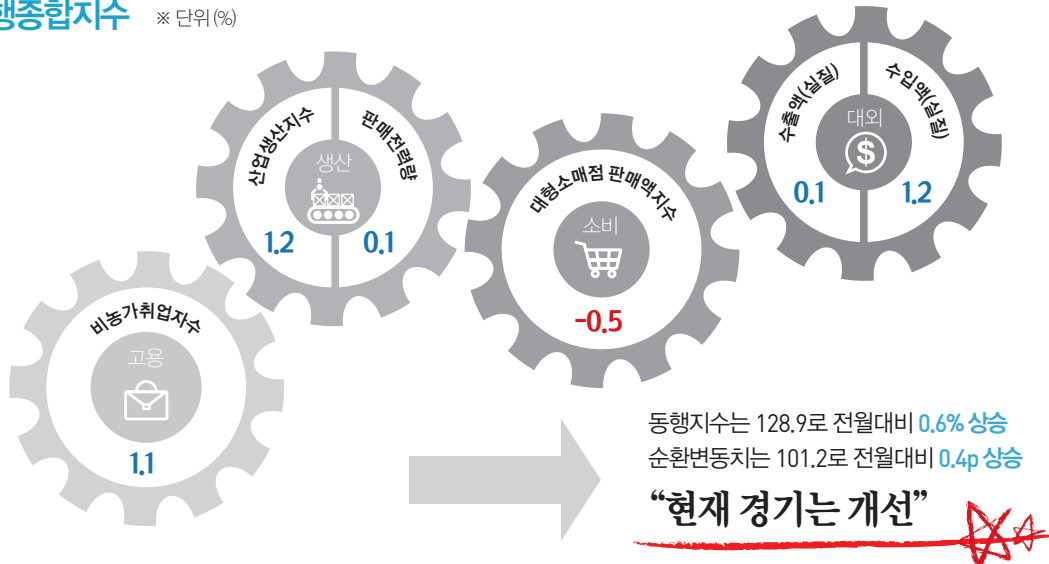 행종합지수 ※ 단위(%)
산업생산지수
판매전력량
생산
1.2
0.1
대형소매점 판매액지수
소비
-0.5
수출액(실질)
수입액(실질)
대외
$
0.1
1.2
비농가취업자수
고용
1.1
동행지수는 128.9로 전월대비 0.6% 상승
순환변동치는 101.2로 전월대비 0.4p 상승
“현재 경기는 개선”